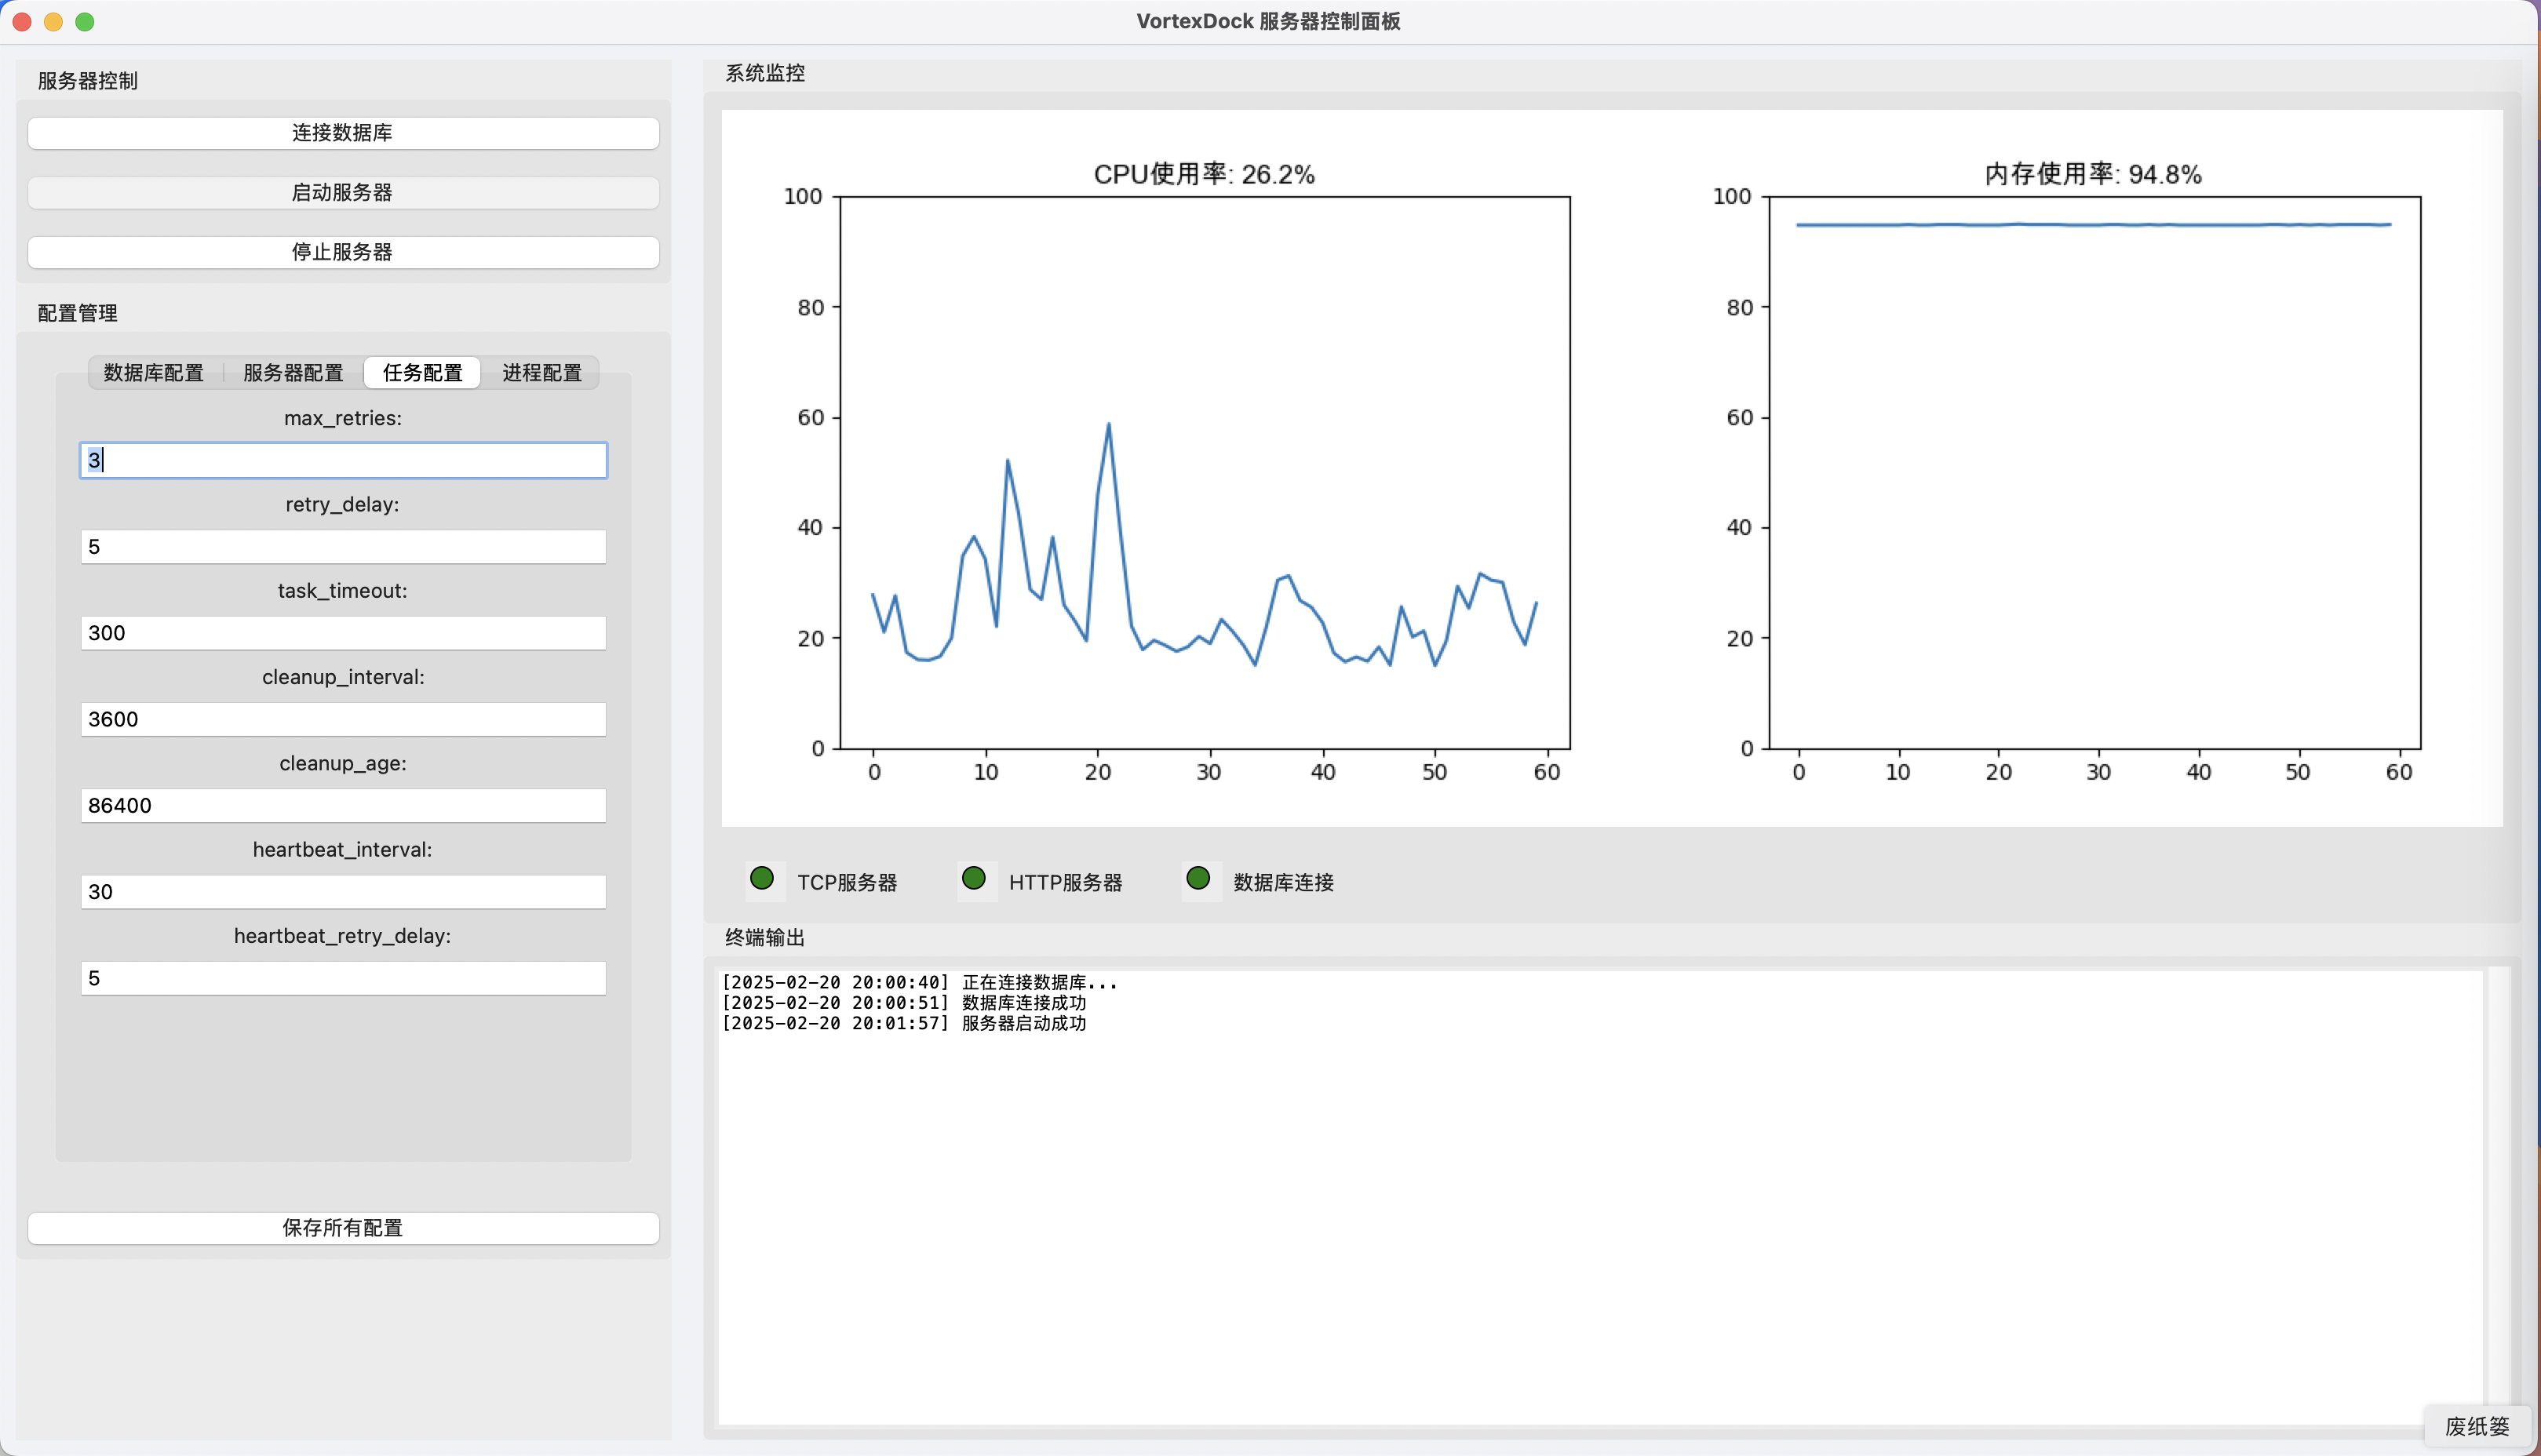 VortexDock 服务器控制面板
服务器控制
连接数据库
启动服务器
停止服务器
配置管理
数据库配置 服务器配置 任务配置 进程配置
max_retries:
3
retry_delay:
5
task_timeout:
300
cleanup_interval:
3600
cleanup_age:
86400
heartbeat_interval:
30
heartbeat_retry_delay:
5
保存所有配置
系统监控
CPU使用率: 26.2%
100
80
60
40
20
0
0 10 20 30 40 50 60
内存使用率: 94.8%
100
80
60
40
20
0
0 10 20 30 40 50 60
TCP服务器 HTTP服务器 数据库连接
终端输出
[2025-02-20 20:00:40] 正在连接数据库...
[2025-02-20 20:00:51] 数据库连接成功
[2025-02-20 20:01:57] 服务器启动成功
废纸篓